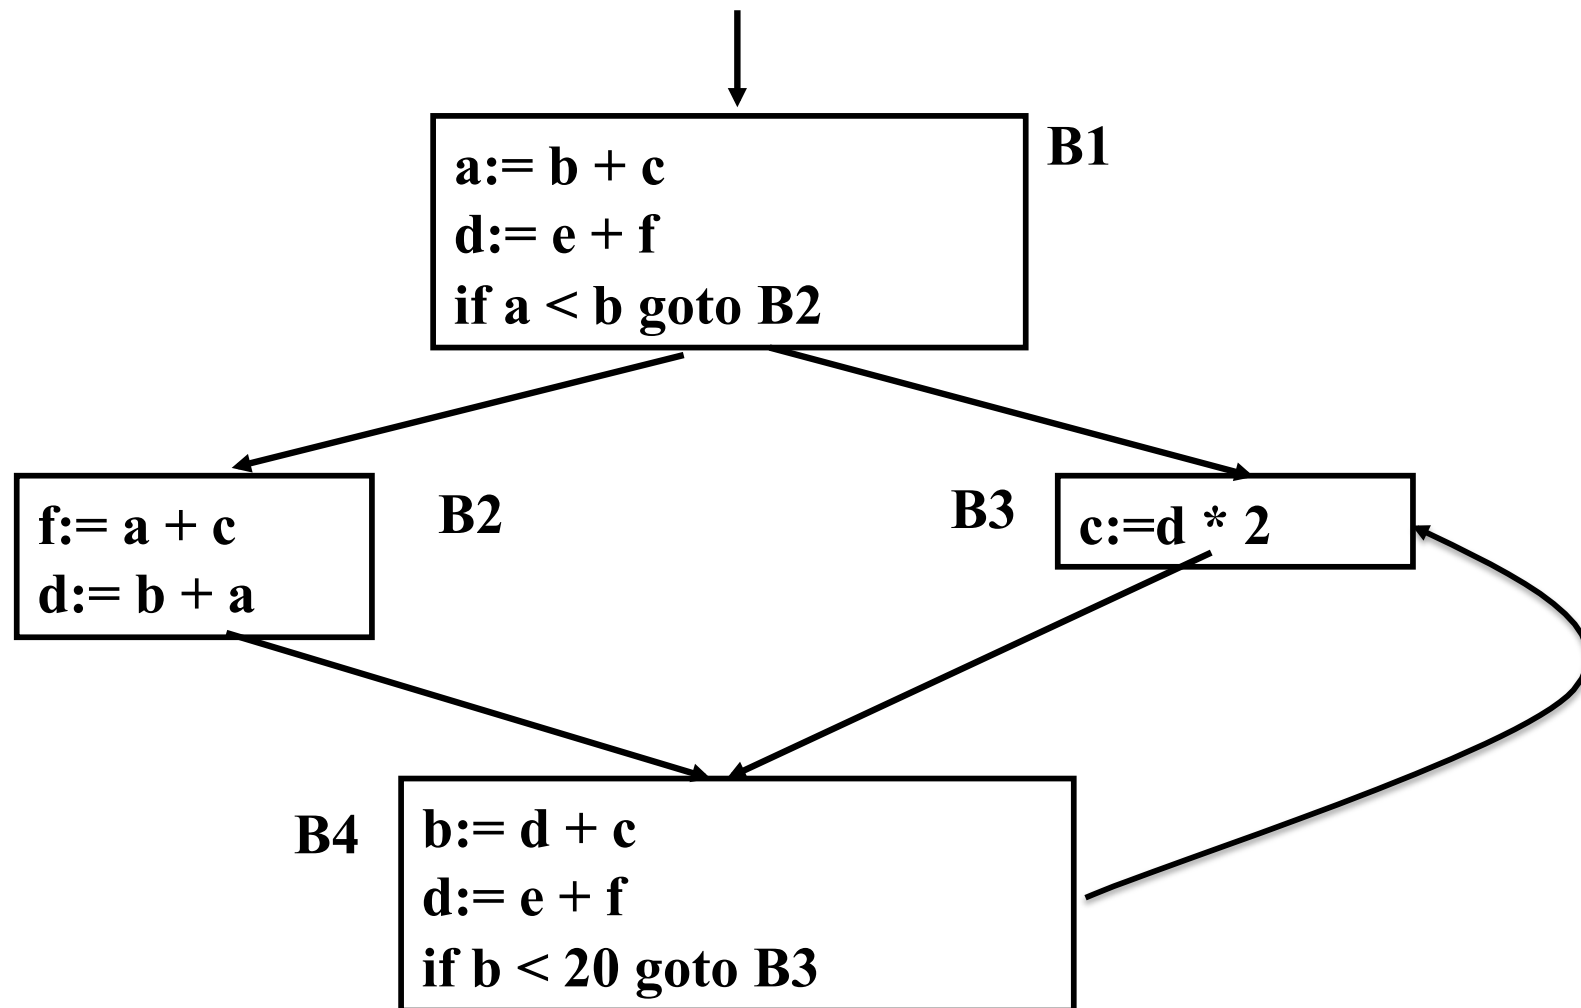 a:= b + c
d:= e + f
if a < b goto B2
B1
f:= a + c
d:= b + a
B2
B3
c:=d * 2
B4
b:= d + c
d:= e + f
if b < 20 goto B3